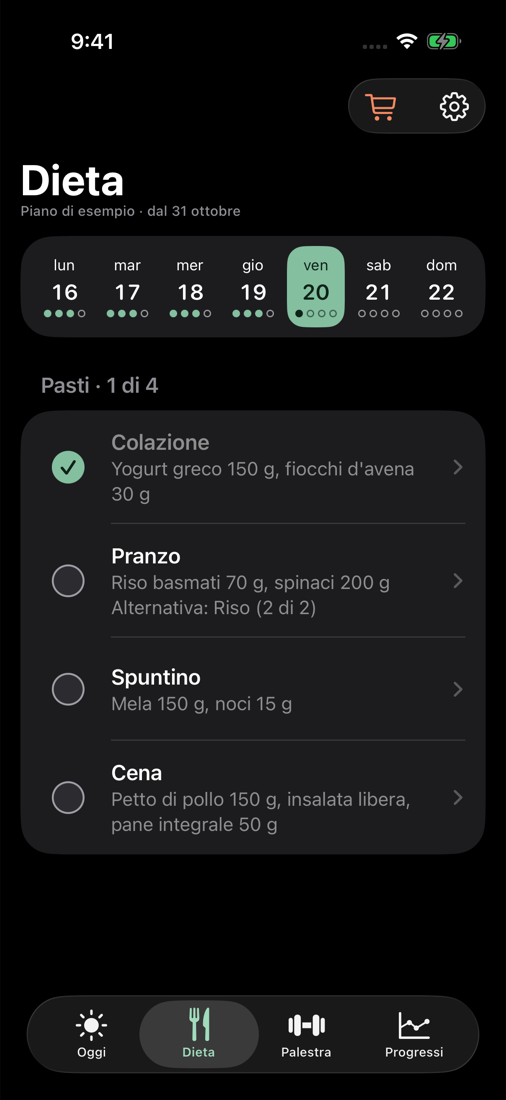 9:41
Dieta
Piano di esempio · dal 31 ottobre
lun mar mer gio ven sab dom
16 17 18 19 20 21 22
Pasti · 1 di 4
Colazione
Yogurt greco 150 g, fiocchi d'avena
30 g
Pranzo
Riso basmati 70 g, spinaci 200 g
Alternativa: Riso (2 di 2)
Spuntino
Mela 150 g, noci 15 g
Cena
Petto di pollo 150 g, insalata libera,
pane integrale 50 g
Oggi Dieta Palestra Progressi